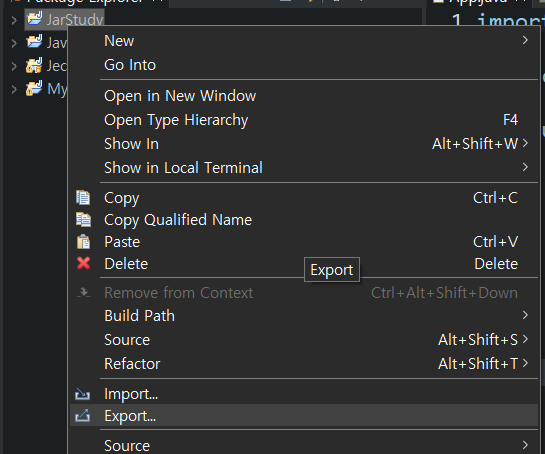 Package Explorer
App.java
JarStudy
1 import
Jav
Jec
My
New
Go Into
Open in New Window
Open Type Hierarchy F4
Show In Alt+Shift+W
Show in Local Terminal
Copy Ctrl+C
Copy Qualified Name
Paste Ctrl+V
Delete Delete
Export
Remove from Context Ctrl+Alt+Shift+Down
Build Path
Source Alt+Shift+S
Refactor Alt+Shift+T
Import...
Export...
Source